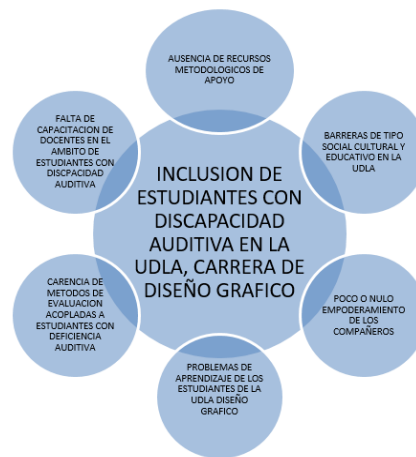 AUSENCIA DE RECURSOS
METODOLOGICOS DE
APOYO
BARRERAS DE TIPO
SOCIAL CULTURAL Y
EDUCATIVO EN LA
UDLA
POCO O NULO
EMPODERAMIENTO
DE LOS
COMPAÑEROS
PROBLEMAS DE
APRENDIZAJE DE LOS
ESTUDIANTES DE LA
UDLA DISEÑO
GRAFICO
CARENCIA DE
METODOS DE
EVALUACION
ACOPLADAS A
ESTUDIANTES CON
DEFICIENCIA
AUDITIVA
FALTA DE
CAPACITACION DE
DOCENTES EN EL
AMBITO DE
ESTUDIANTES CON
DISCPACIDAD
AUDITIVA
INCLUSION DE
ESTUDIANTES CON
DISCAPACIDAD
AUDITIVA EN LA
UDLA, CARRERA DE
DISEÑO GRAFICO